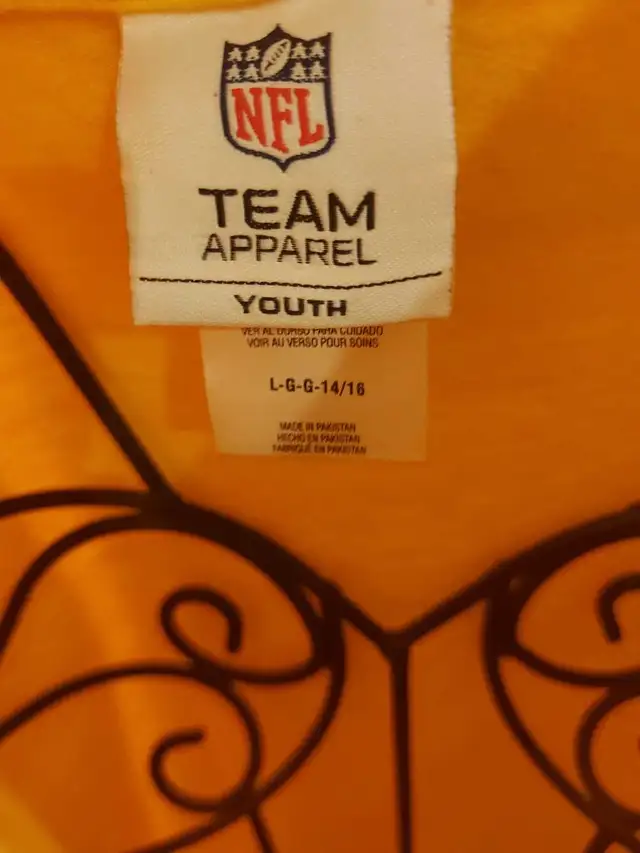 NFL
TEAM
APPAREL
YOUTH
VER AL DORSO PARA CUIDADO
VOIR AU VERSO POUR SOINS
L-G-G-14/16
MADE IN PAKISTAN
HECHO EN PAKISTAN
FABRIQUÉ EN PAKISTAN